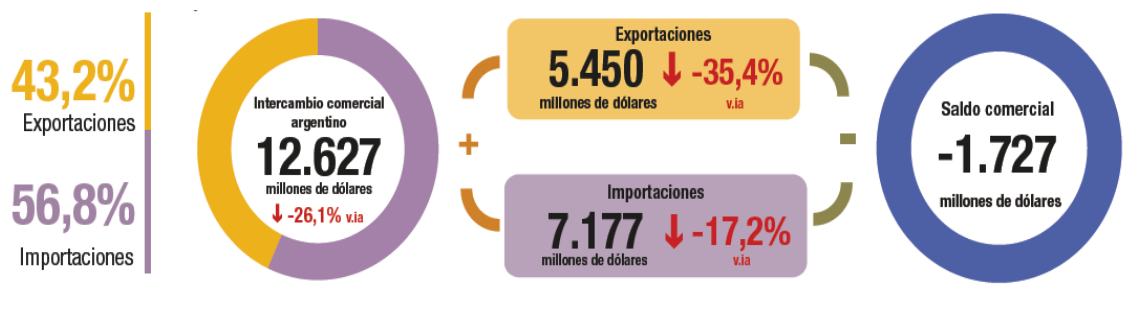 43,2%
Exportaciones
56,8%
Importaciones
Intercambio comercial
argentino
12.627
millones de dólares
↓ -26,1% v.ia
+
Exportaciones
5.450 ↓ -35,4%
millones de dólares v.ia
Importaciones
7.177 ↓ -17,2%
millones de dólares v.ia
-
Saldo comercial
-1.727
millones de dólares